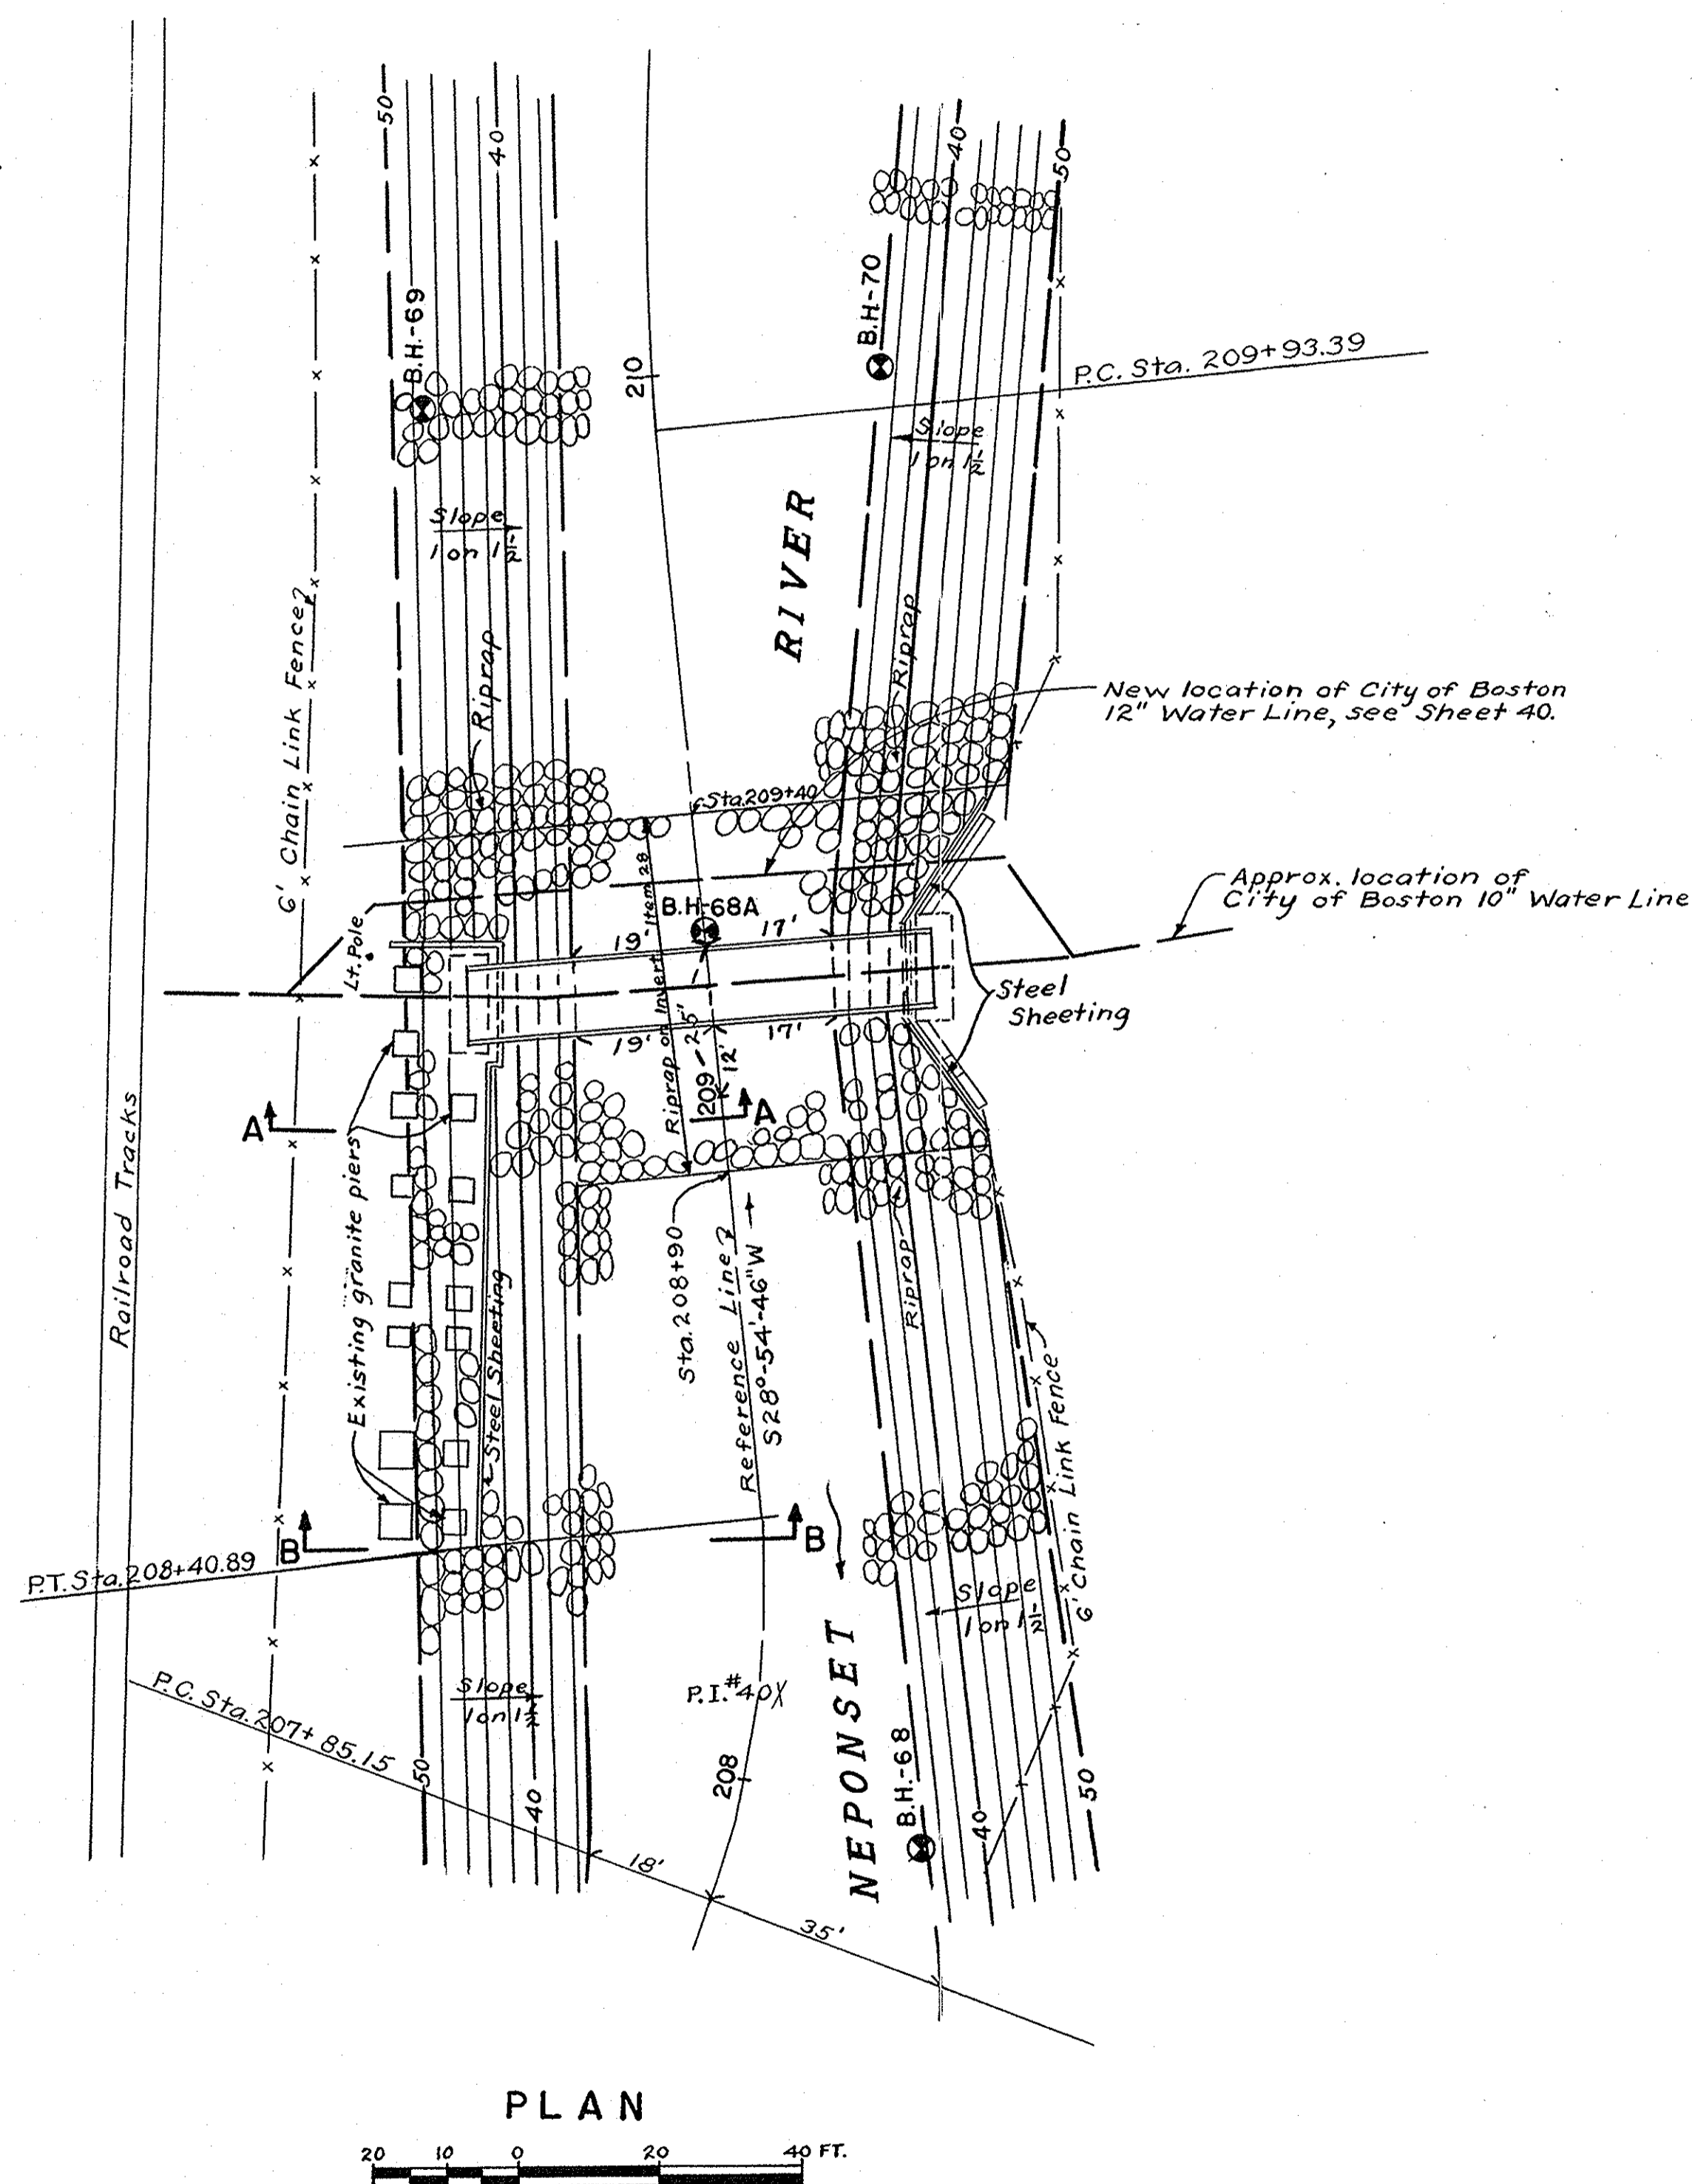 50
40
40
50
B.H.-69
B.H.-70
210
P.C. Sta. 209+93.39
Slope
1 on 1½
Slope
1 on 1½
RIVER
6' Chain Link Fence
Riprap
Riprap
New location of City of Boston
12" Water Line, see Sheet 40.
Sta. 209+40
Approx. location of
City of Boston 10" Water Line
Lt. Pole
B.H-68A
19'
17'
Riprap on Invert - Item 28
Steel
Sheeting
19'
17'
209 - 25'
12'
A
A
Railroad Tracks
Existing granite piers
Steel Sheeting
Sta. 208+90
Reference Line
S28°-54'-46"W
Riprap
6' Chain Link Fence
B
B
P.T. Sta. 208+40.89
Slope
1 on 1½
P.C. Sta. 207+85.15
Slope
1 on 1½
P.I. #40
NEPONSET
208
B.H.-68
50
40
40
50
18'
35'
PLAN
20 10 0 20 40 FT.